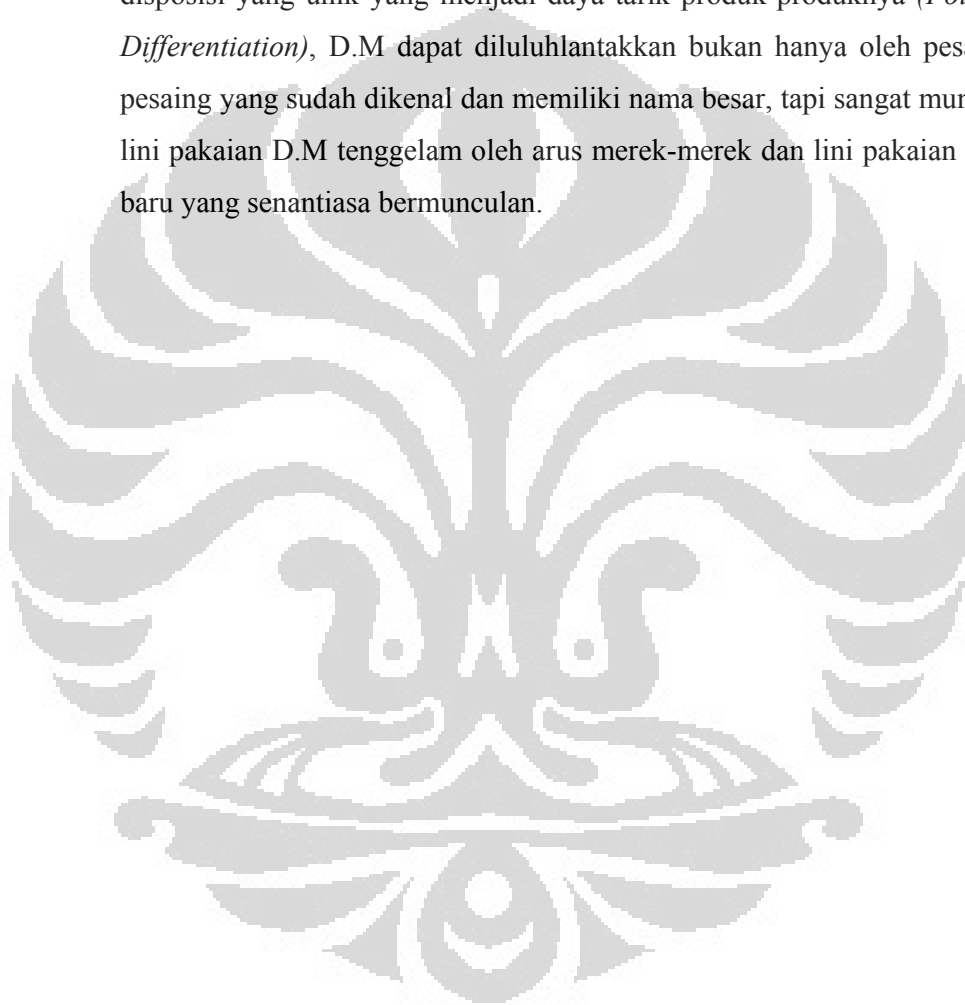 disposisi yang unik yang menjadi daya tarik produk-produknya
Differentiation), D.M dapat diluluhlantakkan bukan hanya oleh
pesaing yang sudah dikenal dan memiliki nama besar, tapi sangat
lini pakaian D.M tenggelam oleh arus merek-merek dan lini pakaian
baru yang senantiasa bermunculan.